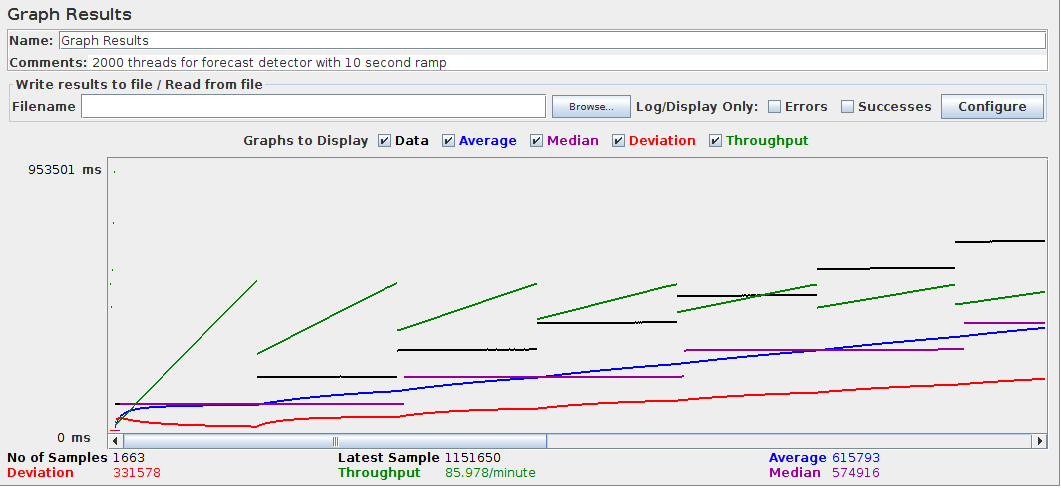 Graph Results
Name: Graph Results
Comments: 2000 threads for forecast detector with 10 second ramp
Write results to file / Read from file
Filename Browse... Log/Display Only: Errors Successes Configure
Graphs to Display Data Average Median Deviation Throughput
953501 ms
0 ms
No of Samples 1663 Latest Sample 1151650 Average 615793
Deviation 331578 Throughput 85.978/minute Median 574916